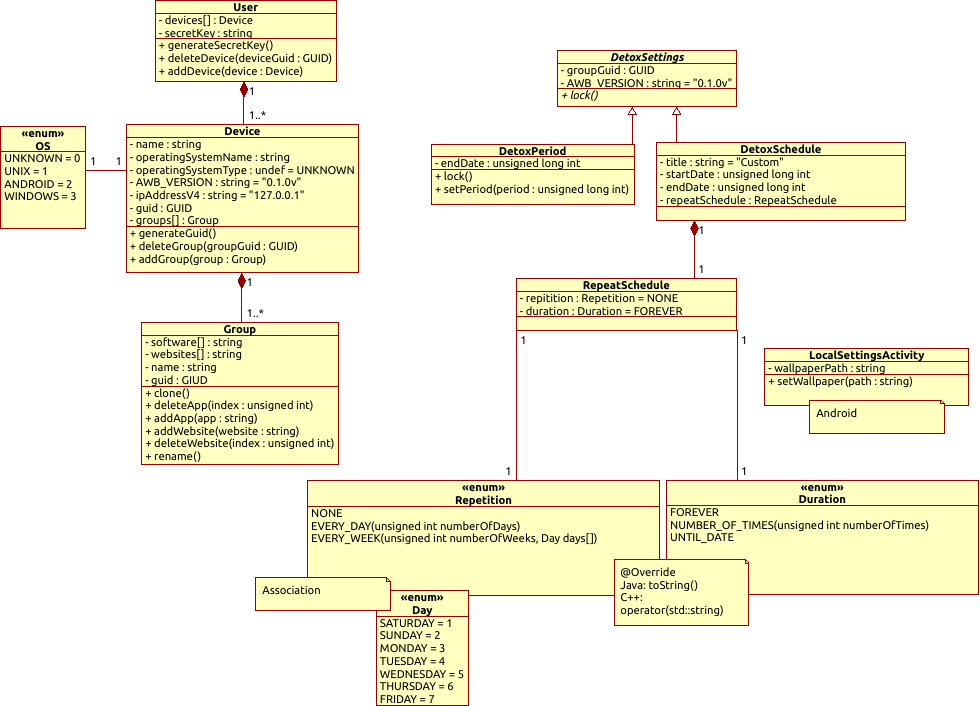 User
- devices[] : Device
- secretKey : string
+ generateSecretKey()
+ deleteDevice(deviceGuid : GUID)
+ addDevice(device : Device)
1
1..*
«enum»
OS
UNKNOWN = 0
UNIX = 1
ANDROID = 2
WINDOWS = 3
1
1
Device
- name : string
- operatingSystemName : string
- operatingSystemType : undef = UNKNOWN
- AWB_VERSION : string = "0.1.0v"
- ipAddressV4 : string = "127.0.0.1"
- guid : GUID
- groups[] : Group
+ generateGuid()
+ deleteGroup(groupGuid : GUID)
+ addGroup(group : Group)
1
1..*
Group
- software[] : string
- websites[] : string
- name : string
- guid : GIUD
+ clone()
+ deleteApp(index : unsigned int)
+ addApp(app : string)
+ addWebsite(website : string)
+ deleteWebsite(index : unsigned int)
+ rename()
DetoxSettings
- groupGuid : GUID
- AWB_VERSION : string = "0.1.0v"
+ lock()
DetoxPeriod
- endDate : unsigned long int
+ lock()
+ setPeriod(period : unsigned long int)
DetoxSchedule
- title : string = "Custom"
- startDate : unsigned long int
- endDate : unsigned long int
- repeatSchedule : RepeatSchedule
1
1
RepeatSchedule
- repitition : Repetition = NONE
- duration : Duration = FOREVER
1
1
LocalSettingsActivity
- wallpaperPath : string
+ setWallpaper(path : string)
Android
1
1
«enum»
Repetition
NONE
EVERY_DAY(unsigned int numberOfDays)
EVERY_WEEK(unsigned int numberOfWeeks, Day days[])
«enum»
Duration
FOREVER
NUMBER_OF_TIMES(unsigned int numberOfTimes)
UNTIL_DATE
@Override
Java: toString()
C++:
operator(std::string)
Association
«enum»
Day
SATURDAY = 1
SUNDAY = 2
MONDAY = 3
TUESDAY = 4
WEDNESDAY = 5
THURSDAY = 6
FRIDAY = 7